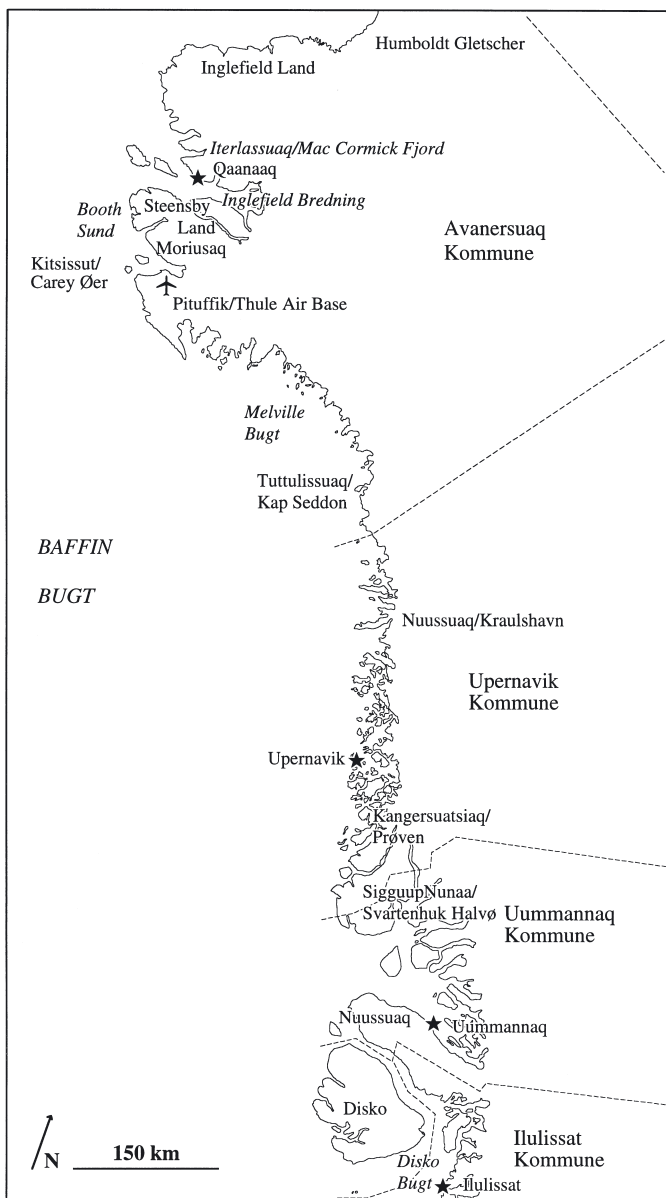 Humboldt Gletscher
Inglefield Land
Iterlassuaq/Mac Cormick Fjord
Qaanaaq
Inglefield Bredning
Steensby
Land
Booth
Sund
Moriusaq
Avanersuaq
Kommune
Kitsissut/
Carey Øer
Pituffik/Thule Air Base
Melville
Bugt
Tuttulissuaq/
Kap Seddon
BAFFIN
BUGT
Nuussuaq/Kraulshavn
Upernavik
Kommune
Upernavik
Kangersuatsiaq/
Prøven
SigguupNunaa/
Svartenhuk Halvø
Uummannaq
Kommune
Nuussuaq
Uummannaq
Disko
Ilulissat
Kommune
Disko
Bugt
Ilulissat
N
150 km